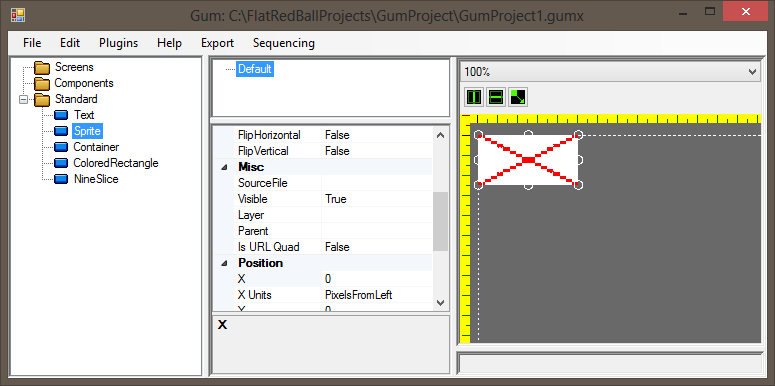 Gum: C:\FlatRedBallProjects\GumProject\GumProject1.gumx
File Edit Plugins Help Export Sequencing
Screens
Components
Standard
Text
Sprite
Container
ColoredRectangle
NineSlice
Default
FlipHorizontal False
FlipVertical False
Misc
SourceFile
Visible True
Layer
Parent
Is URL Quad False
Position
X 0
X Units PixelsFromLeft
X
100%